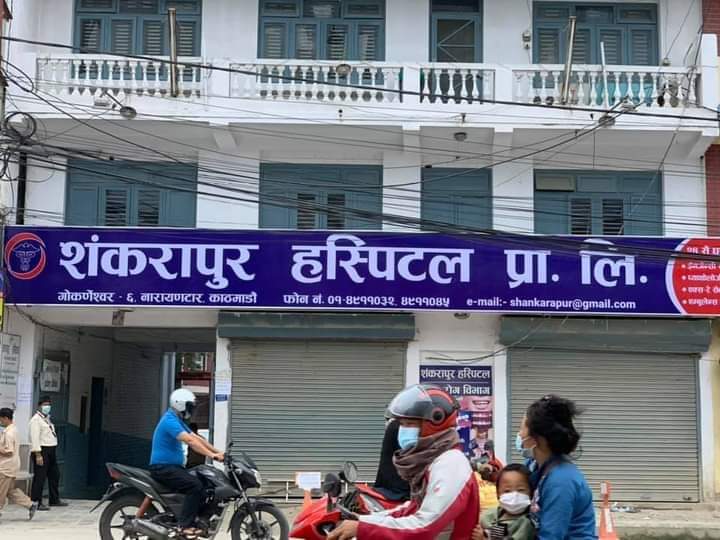 शंकरापुर हस्पिटल प्रा. लि.
गोकर्णेश्वर - ६, नारायणटार, काठमाडौं फोन नं. ०१-४९११०३२, ४९११०४५ e-mail:- shankarapur@gmail.com
शंकरापुर हस्पिटल
रोग विभाग